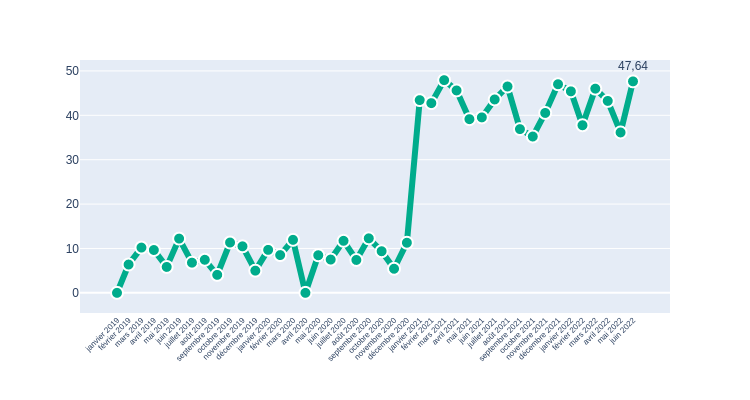 47,64
50
40
30
20
10
0
janvier 2019
février 2019
mars 2019
avril 2019
mai 2019
juin 2019
juillet 2019
août 2019
septembre 2019
octobre 2019
novembre 2019
décembre 2019
janvier 2020
février 2020
mars 2020
avril 2020
mai 2020
juin 2020
juillet 2020
août 2020
septembre 2020
octobre 2020
novembre 2020
décembre 2020
janvier 2021
février 2021
mars 2021
avril 2021
mai 2021
juin 2021
juillet 2021
août 2021
septembre 2021
octobre 2021
novembre 2021
décembre 2021
janvier 2022
février 2022
mars 2022
avril 2022
mai 2022
juin 2022